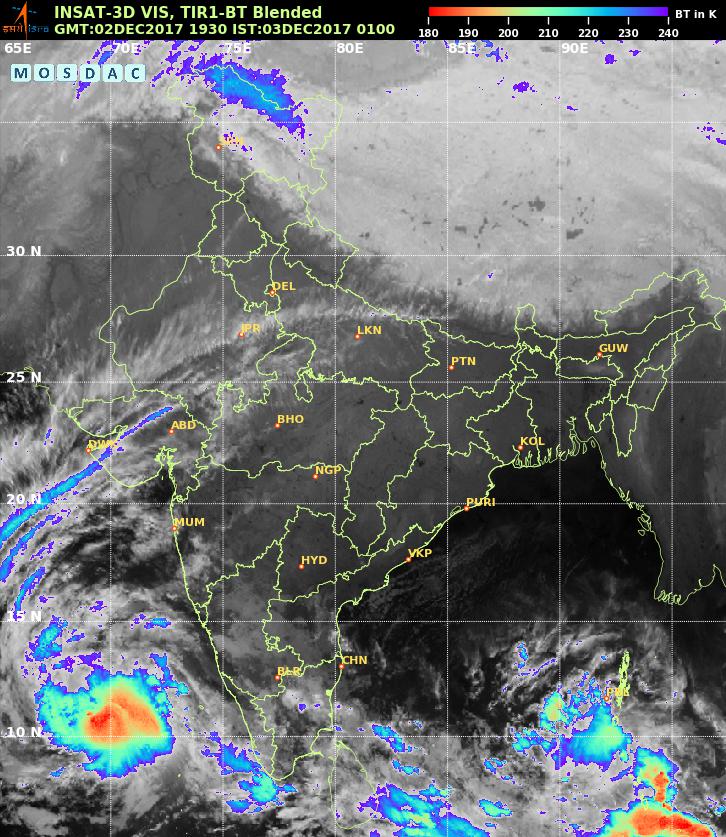 INSAT-3D VIS, TIR1-BT Blended
GMT:02DEC2017 1930 IST:03DEC2017 0100
BT in K
180 190 200 210 220 230 240
65E 70E 75E 80E 85E 90E
MOSDAC
30 N
DEL
JPR LKN
GUW
PTN
25 N
BHO
ABD
DWK
KOL
NGP
20 N
PURI
MUM
VKP
HYD
15 N
CHN
BLR
10 N